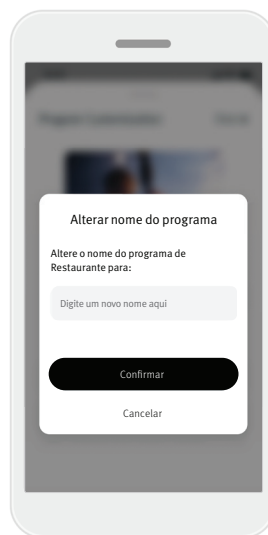 Alterar nome do programa
Altere o nome do programa de
Restaurante para:
Digite um novo nome aqui
Confirmar
Cancelar